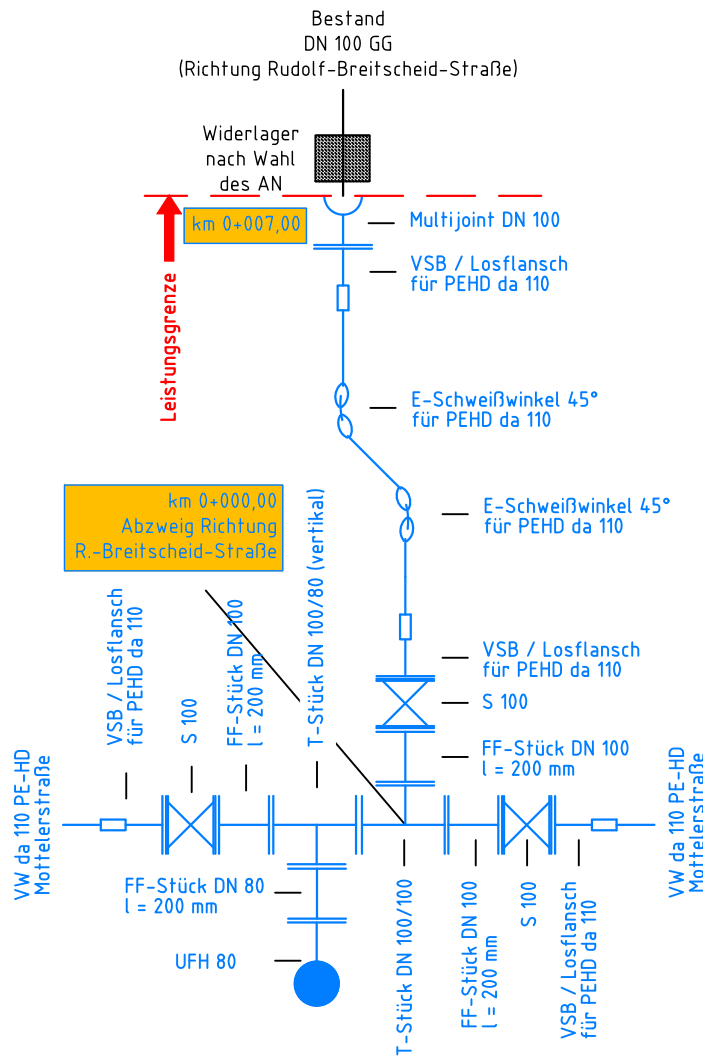 Bestand
DN 100 GG
(Richtung Rudolf-Breitscheid-Straße)
Widerlager
nach Wahl
des AN
km 0+007,00
Multijoint DN 100
VSB / Losflansch
für PEHD da 110
Leistungsgrenze
E-Schweißwinkel 45°
für PEHD da 110
km 0+000,00
Abzweig Richtung
R.-Breitscheid-Straße
E-Schweißwinkel 45°
für PEHD da 110
VSB / Losflansch
für PEHD da 110
S 100
FF-Stück DN 100
l = 200 mm
T-Stück DN 100/80 (vertikal)
VSB / Losflansch
für PEHD da 110
S 100
FF-Stück DN 100
l = 200 mm
VW da 110 PE-HD
Mottelerstraße
VW da 110 PE-HD
Mottelerstraße
FF-Stück DN 80
l = 200 mm
UFH 80
T-Stück DN 100/100
FF-Stück DN 100
l = 200 mm
S 100
VSB / Losflansch
für PEHD da 110